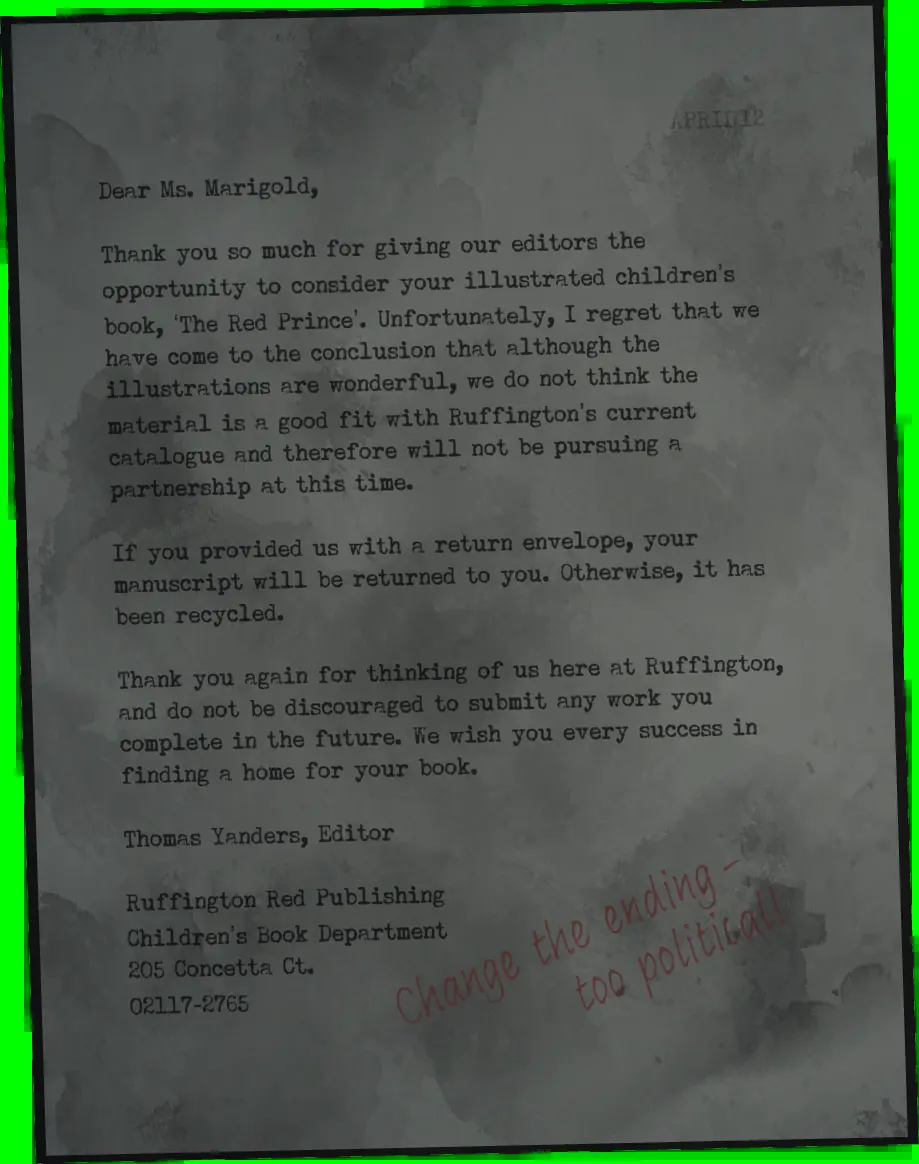 APRIL 12
Dear Ms. Marigold,
Thank you so much for giving our editors the
opportunity to consider your illustrated children's
book, 'The Red Prince'. Unfortunately, I regret that we
have come to the conclusion that although the
illustrations are wonderful, we do not think the
material is a good fit with Ruffington's current
catalogue and therefore will not be pursuing a
partnership at this time.
If you provided us with a return envelope, your
manuscript will be returned to you. Otherwise, it has
been recycled.
Thank you again for thinking of us here at Ruffington,
and do not be discouraged to submit any work you
complete in the future. We wish you every success in
finding a home for your book.
Thomas Yanders, Editor
Ruffington Red Publishing
Children's Book Department
205 Concetta Ct.
02117-2765
Change the ending -
too political!